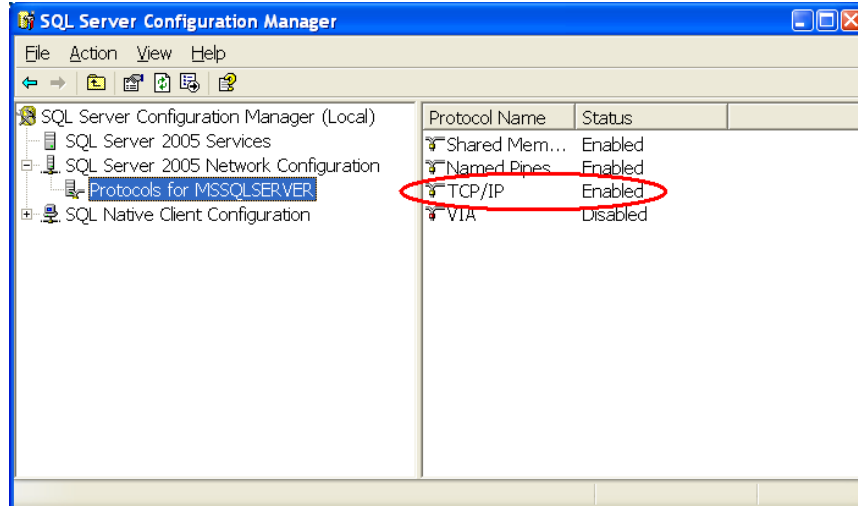 SQL Server Configuration Manager
File Action View Help
SQL Server Configuration Manager (Local)
SQL Server 2005 Services
SQL Server 2005 Network Configuration
Protocols for MSSQLSERVER
SQL Native Client Configuration
Protocol Name Status
Shared Mem... Enabled
Named Pipes Enabled
TCP/IP Enabled
VIA Disabled